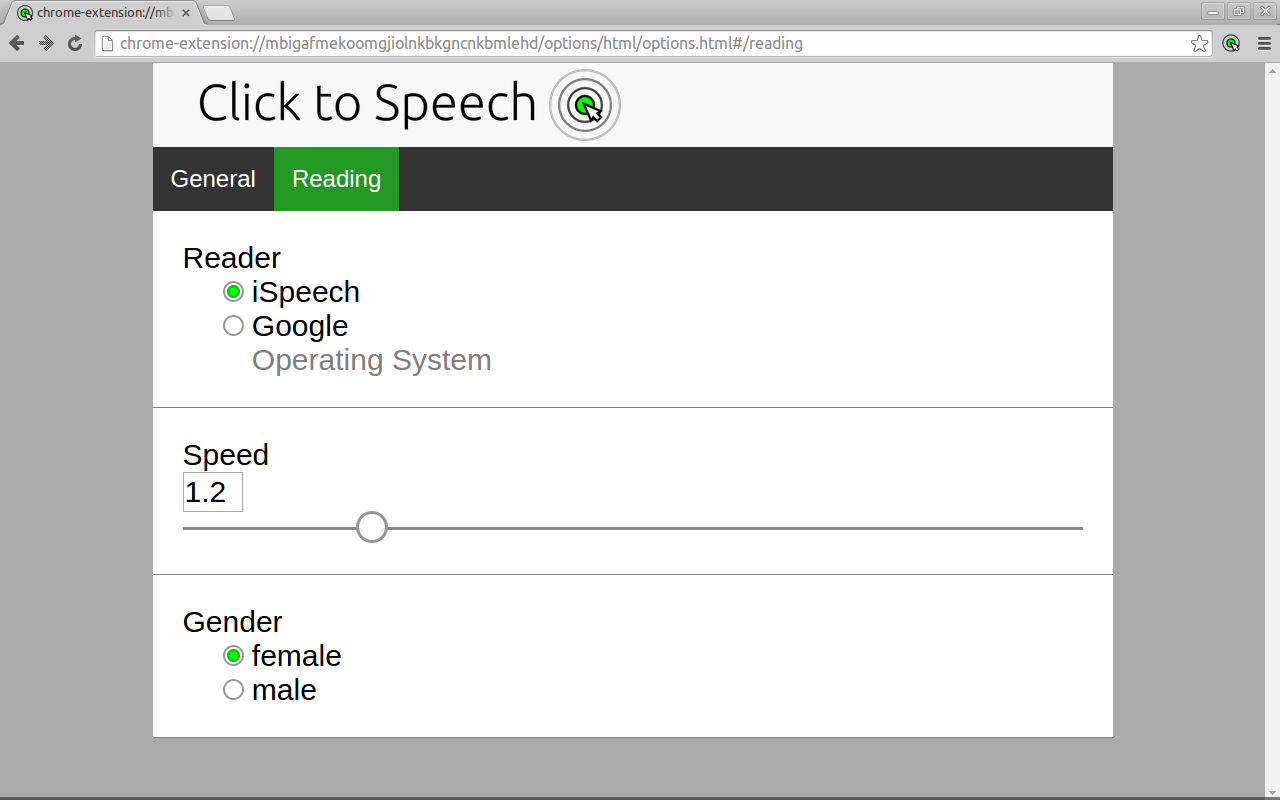 chrome-extension://mb
chrome-extension://mbigafmekoomgjiolnkbkgncnkbmlehd/options/html/options.html#/reading
Click to Speech
General Reading
Reader
iSpeech
Google
Operating System
Speed
1.2
Gender
female
male